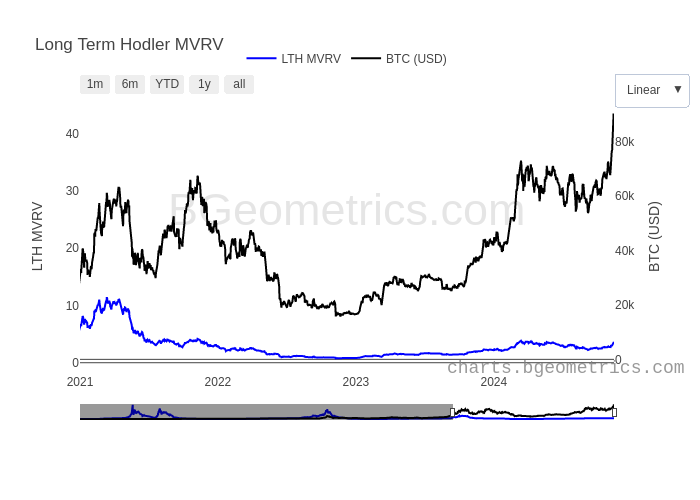 Long Term Hodler MVRV
LTH MVRV BTC (USD)
1m 6m YTD 1y all
Linear ▼
40
30
20
10
0
LTH MVRV
80k
60k
40k
20k
0
BTC (USD)
BGeometrics.com
2021 2022 2023 2024
charts.bgeometrics.com